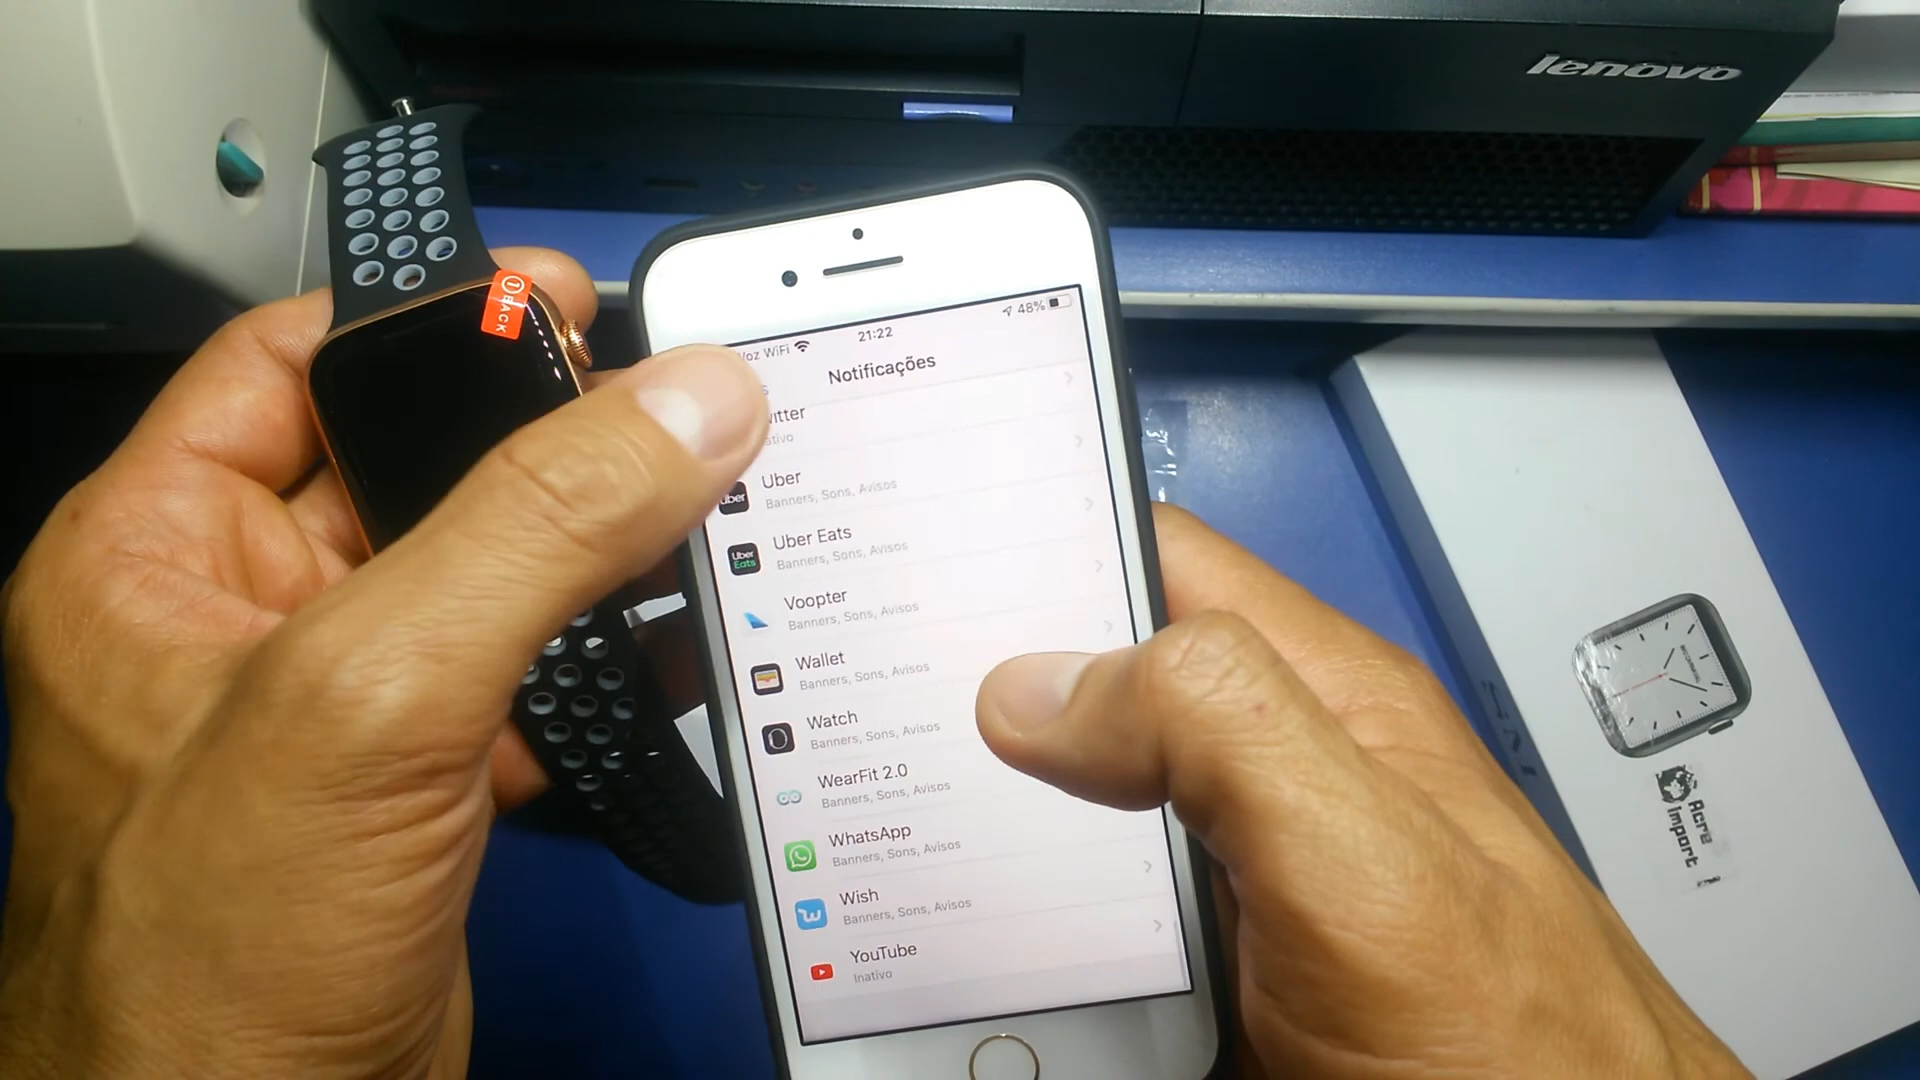 lenovo
1 BACK
Voz WiFi 21:22 48%
Notificações
Uber
Banners, Sons, Avisos
Uber
Uber Eats
Banners, Sons, Avisos
Uber
Eats
Voopter
Banners, Sons, Avisos
Wallet
Banners, Sons, Avisos
Watch
Banners, Sons, Avisos
WearFit 2.0
Banners, Sons, Avisos
WhatsApp
Banners, Sons, Avisos
Wish
Banners, Sons, Avisos
YouTube
Inativo
Acre
Import